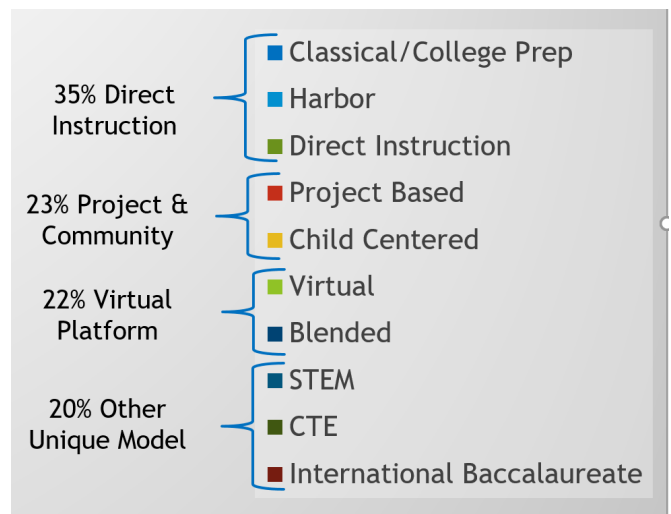 35% Direct
Instruction
Classical/College Prep
Harbor
Direct Instruction
23% Project &
Community
Project Based
Child Centered
22% Virtual
Platform
Virtual
Blended
20% Other
Unique Model
STEM
CTE
International Baccalaureate